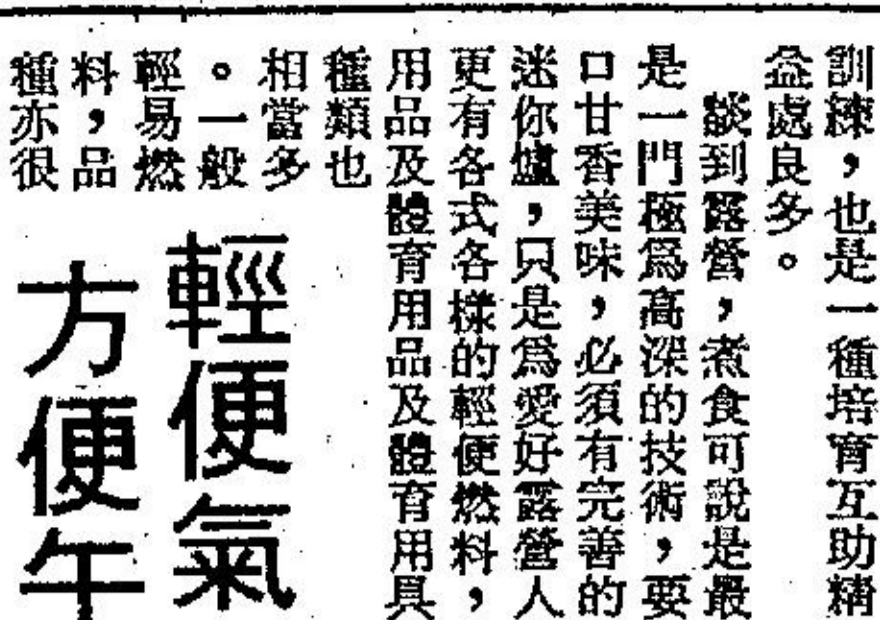 訓練，也是一種培育互助精
益處良多。
談到露營，煮食可說是最
是一門極爲高深的技術，要
口甘香美味，必須有完善的
迷你爐，只是爲愛好露營人
更有各式各樣的輕便燃料，
用品及體育用品及體育用具
種類也
相當多
。一般
輕易燃
料，品
種亦很
輕便氣
方便午